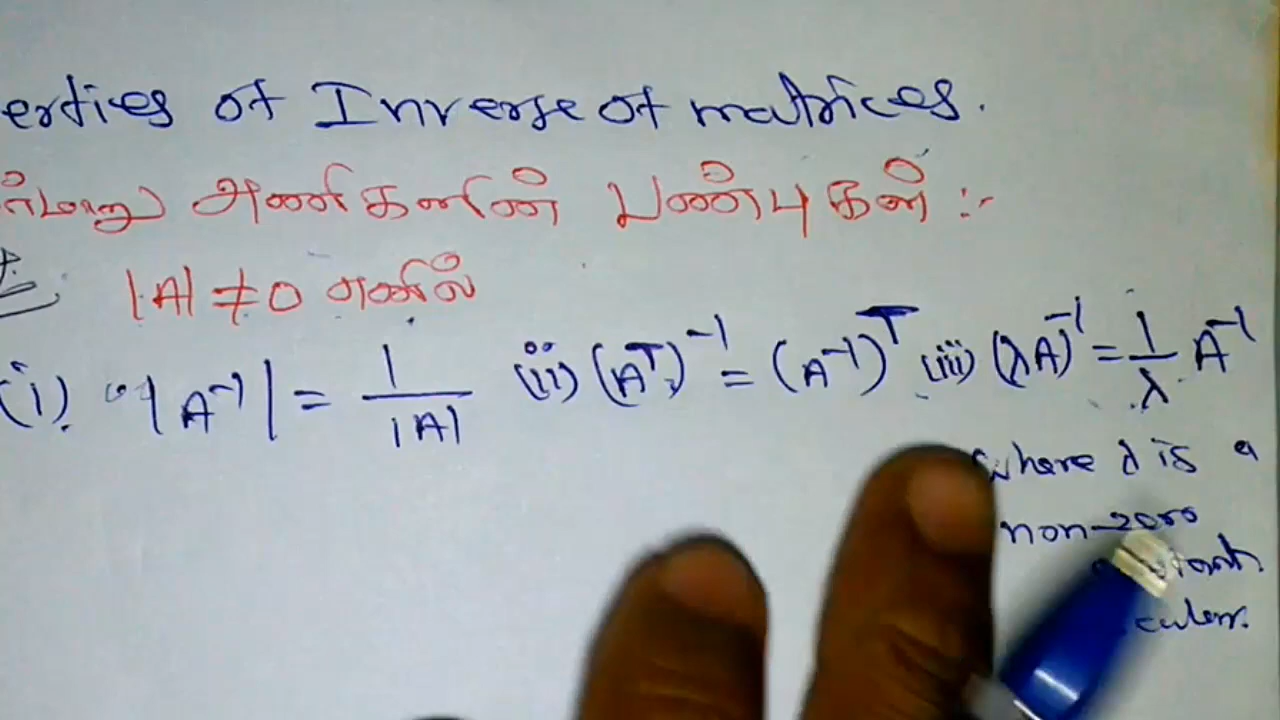 erties of Inverse of matrices.
அணிகளின் பண்புகள் :-
|A| ≠ 0 எனில்
(i) |A⁻¹| = 1/|A| (ii) (Aᵀ)⁻¹ = (A⁻¹)ᵀ (iii) (λA)⁻¹ = 1/λ A⁻¹
where λ is a
non-zero